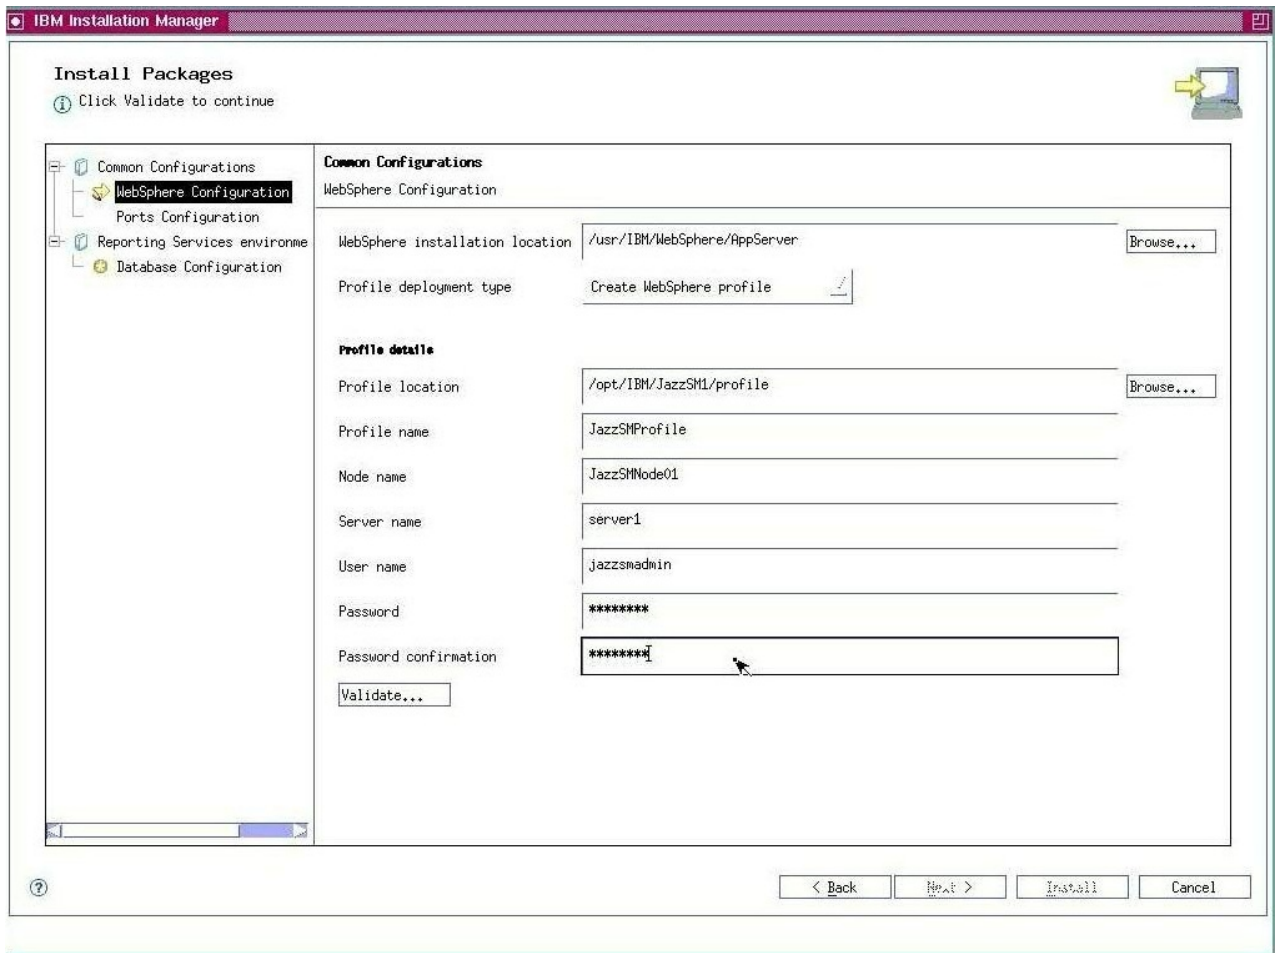 IBM Installation Manager
Install Packages
Click Validate to continue
Common Configurations
WebSphere Configuration
Ports Configuration
Reporting Services environme
Database Configuration
Common Configurations
WebSphere Configuration
WebSphere installation location /usr/IBM/WebSphere/AppServer Browse...
Profile deployment type Create WebSphere profile
Profile details
Profile location /opt/IBM/JazzSM1/profile Browse...
Profile name JazzSMProfile
Node name JazzSMNode01
Server name server1
User name jazzsmadmin
Password ********
Password confirmation ********
Validate...
? < Back Next > Install Cancel